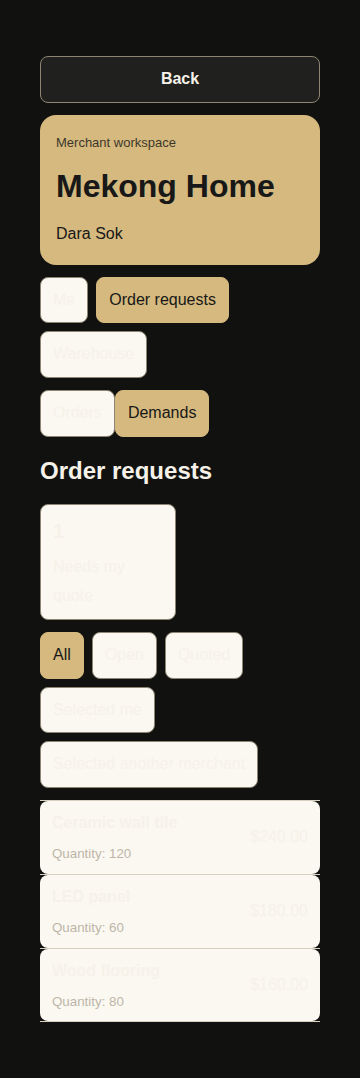 Back
Merchant workspace
Mekong Home
Dara Sok
Me
Order requests
Warehouse
Orders
Demands
Order requests
1
Needs my
quote
All
Open
Quoted
Selected me
Selected another merchant
Ceramic wall tile
$240.00
Quantity: 120
LED panel
$180.00
Quantity: 60
Wood flooring
$160.00
Quantity: 80